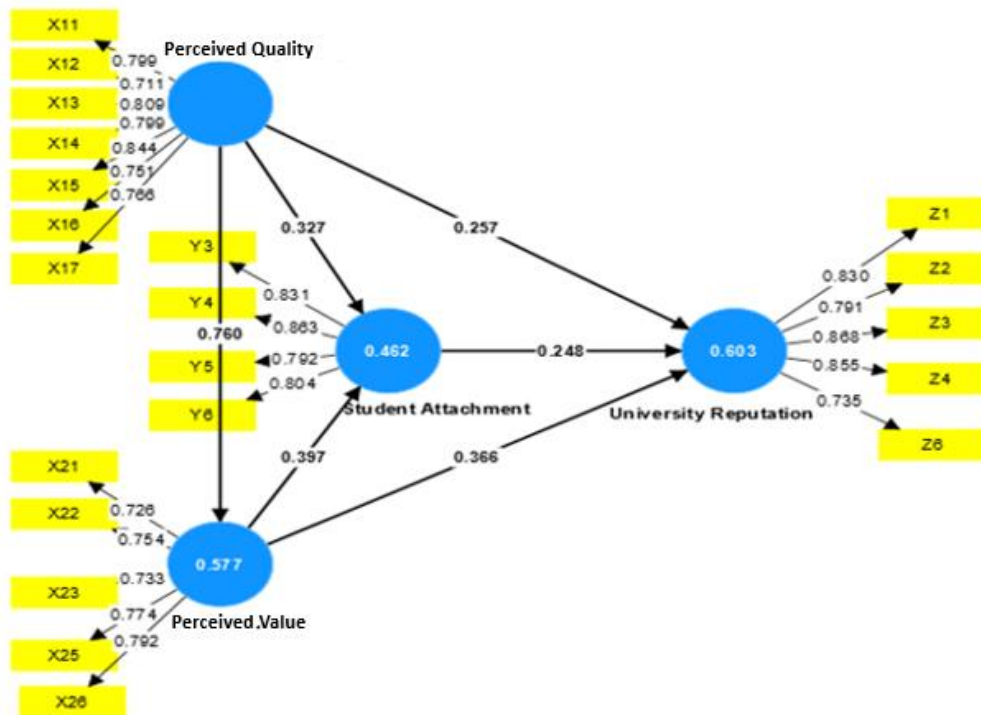 X11
Perceived Quality
0.799
X12
0.711
X13
0.809
0.799
X14
0.844
0.751
X15
0.766
X16
X17
0.327
0.257
Z1
Y3
0.830
Z2
0.831
0.791
Y4
0.863
0.868
Z3
0.760
0.462
0.248
0.603
0.855
Y5
0.792
Z4
0.804
0.735
Y6
Student Attachment
University Reputation
Z6
X21
0.397
0.366
0.726
X22
0.754
0.577
0.733
X23
0.774
Perceived.Value
0.792
X25
X26